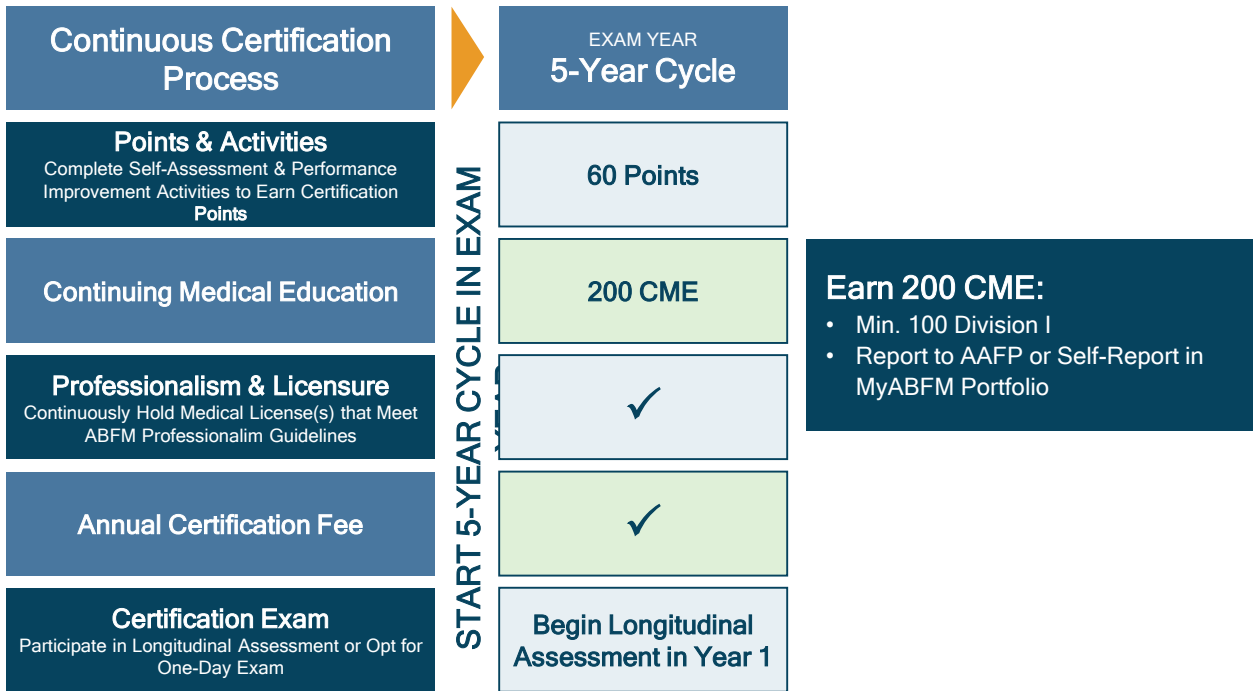 Continuous Certification
Process
EXAM YEAR
5-Year Cycle
START 5-YEAR CYCLE IN EXAM
YEAR
Points & Activities
Complete Self-Assessment & Performance
Improvement Activities to Earn Certification
Points
60 Points
Continuing Medical Education
200 CME
Earn 200 CME:
• Min. 100 Division I
• Report to AAFP or Self-Report in
MyABFM Portfolio
Professionalism & Licensure
Continuously Hold Medical License(s) that Meet
ABFM Professionalim Guidelines
✓
Annual Certification Fee
✓
Certification Exam
Participate in Longitudinal Assessment or Opt for
One-Day Exam
Begin Longitudinal
Assessment in Year 1